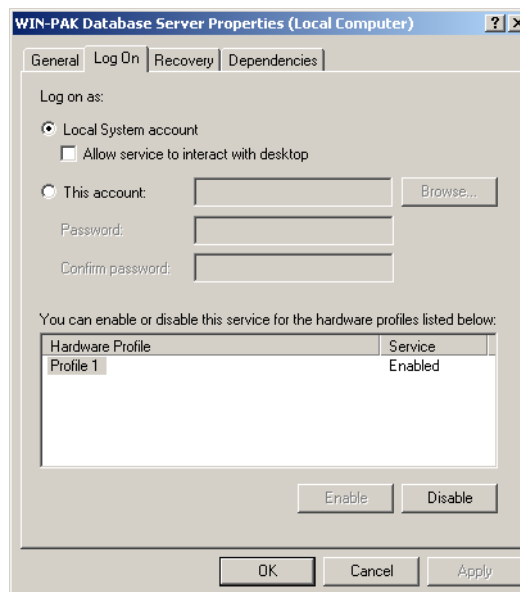 WIN-PAK Database Server Properties (Local Computer)
General Log On Recovery Dependencies
Log on as:
Local System account
Allow service to interact with desktop
This account: Browse...
Password:
Confirm password:
You can enable or disable this service for the hardware profiles listed below:
Hardware Profile Service
Profile 1 Enabled
Enable Disable
OK Cancel Apply